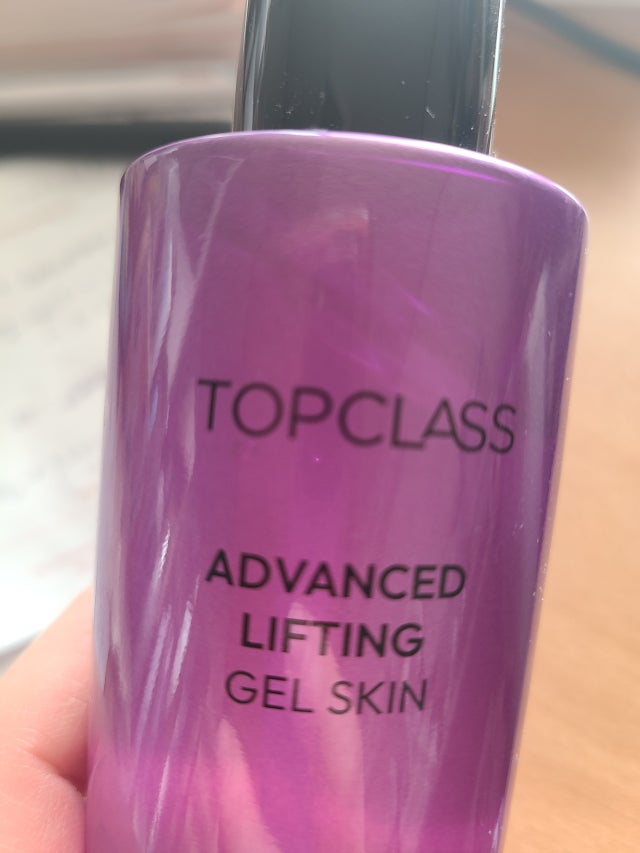 TOPCLASS
ADVANCED
LIFTING
GEL SKIN